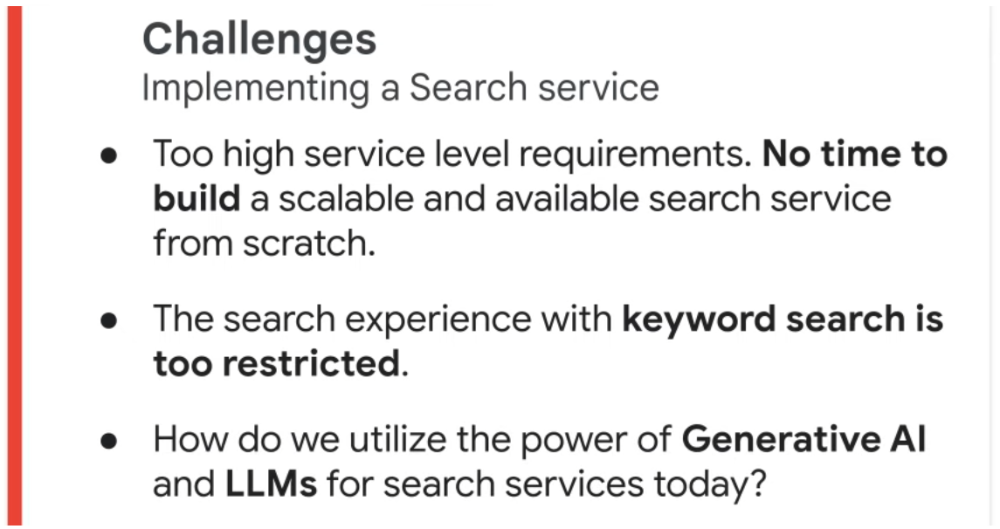 Challenges
Implementing a Search service
● Too high service level requirements. No time to
build a scalable and available search service
from scratch.
● The search experience with keyword search is
too restricted.
● How do we utilize the power of Generative AI
and LLMs for search services today?